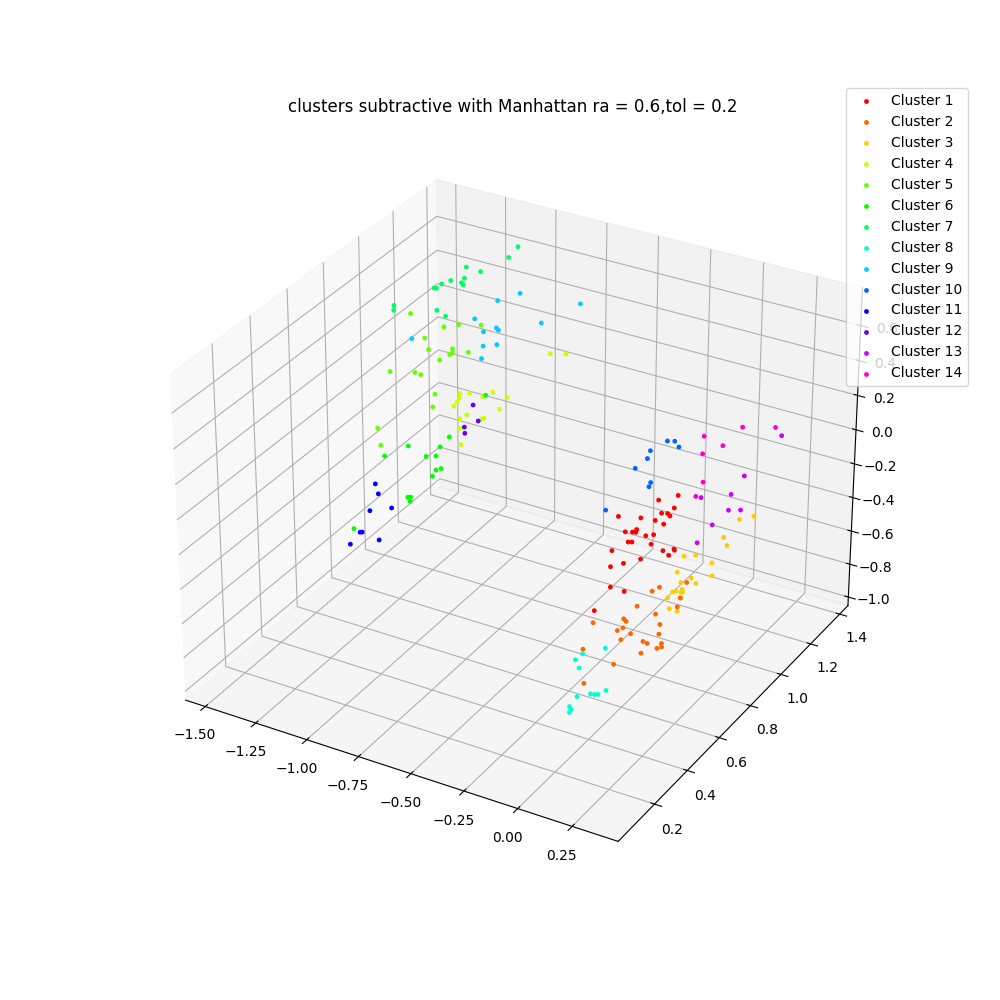 clusters subtractive with Manhattan ra = 0.6,tol = 0.2
Cluster 1
Cluster 2
Cluster 3
Cluster 4
Cluster 5
Cluster 6
Cluster 7
Cluster 8
Cluster 9
Cluster 10
Cluster 11
Cluster 12
Cluster 13
Cluster 14
0.4
0.2
0.0
−0.2
−0.4
−0.6
−0.8
−1.0
1.4
1.2
1.0
0.8
0.6
0.4
0.2
−1.50
−1.25
−1.00
−0.75
−0.50
−0.25
0.00
0.25